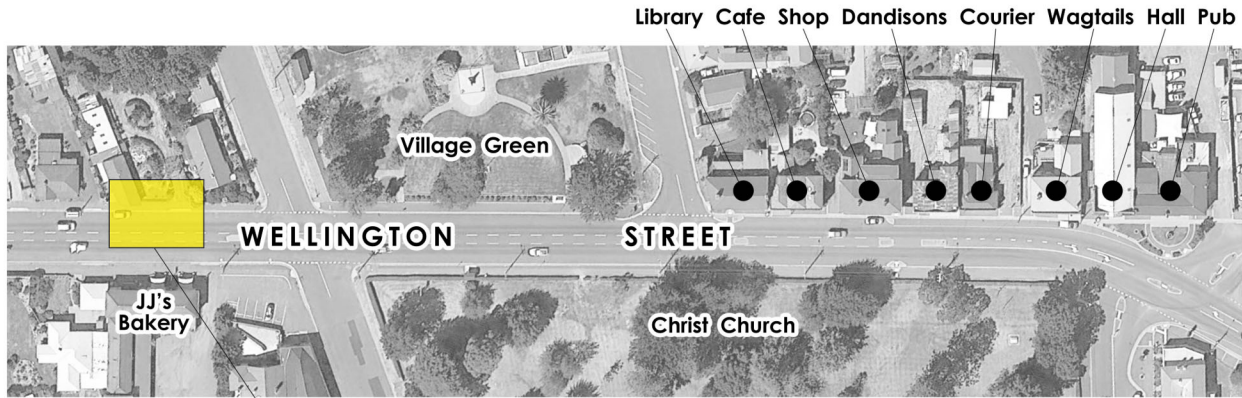 Library Cafe Shop Dandisons Courier Wagtails Hall Pub
Village Green
WELLINGTON STREET
JJ's
Bakery
Christ Church